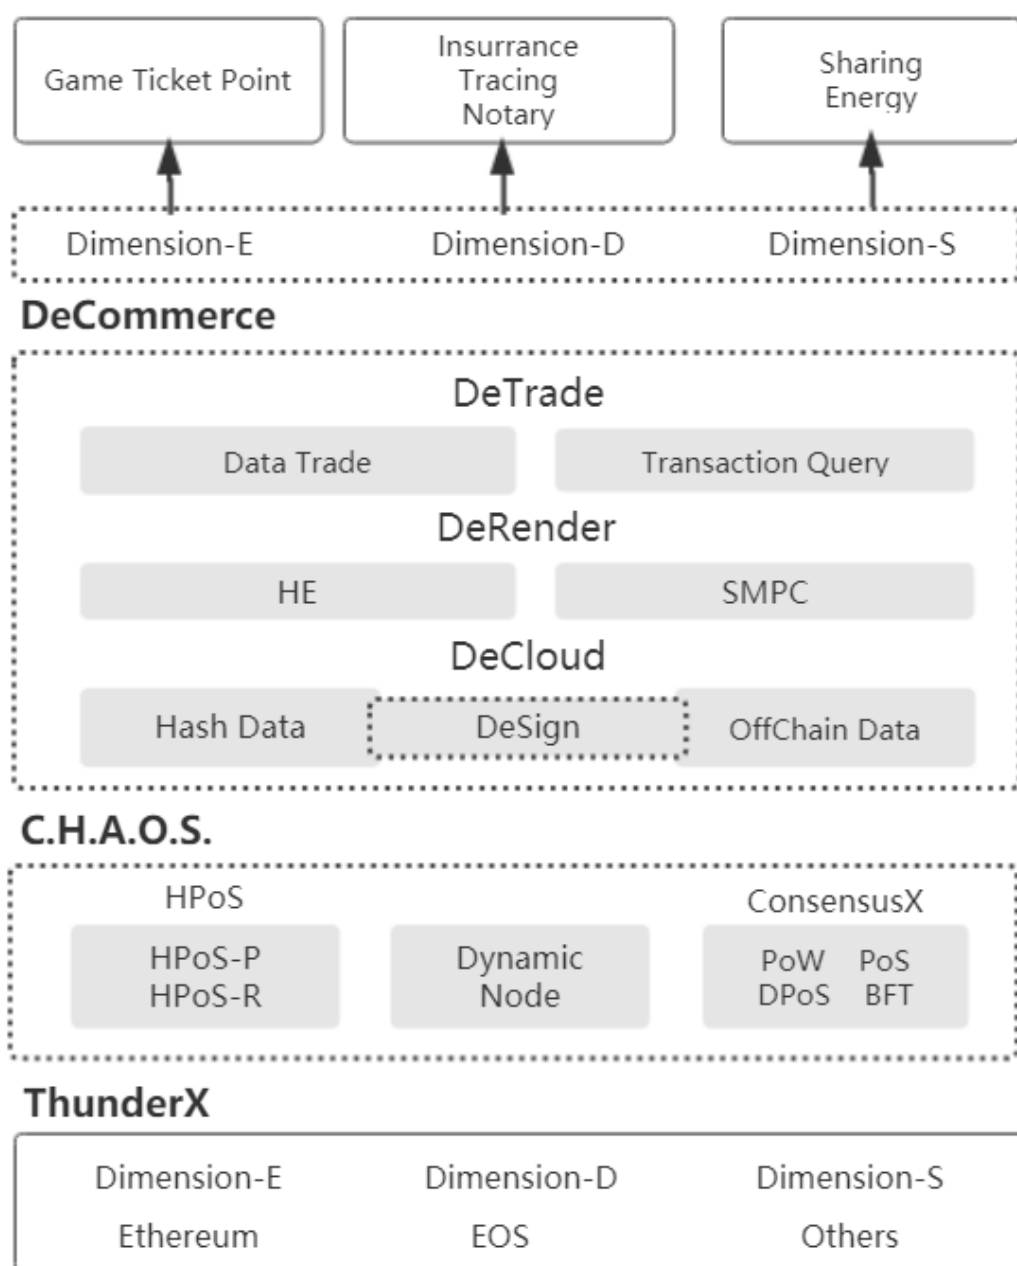 Game Ticket Point
Insurrance
Tracing
Notary
Sharing
Energy
Dimension-E Dimension-D Dimension-S
DeCommerce
DeTrade
Data Trade Transaction Query
DeRender
HE SMPC
DeCloud
Hash Data DeSign OffChain Data
C.H.A.O.S.
HPoS
HPoS-P
HPoS-R
Dynamic
Node
ConsensusX
PoW PoS
DPoS BFT
ThunderX
Dimension-E Dimension-D Dimension-S
Ethereum EOS Others